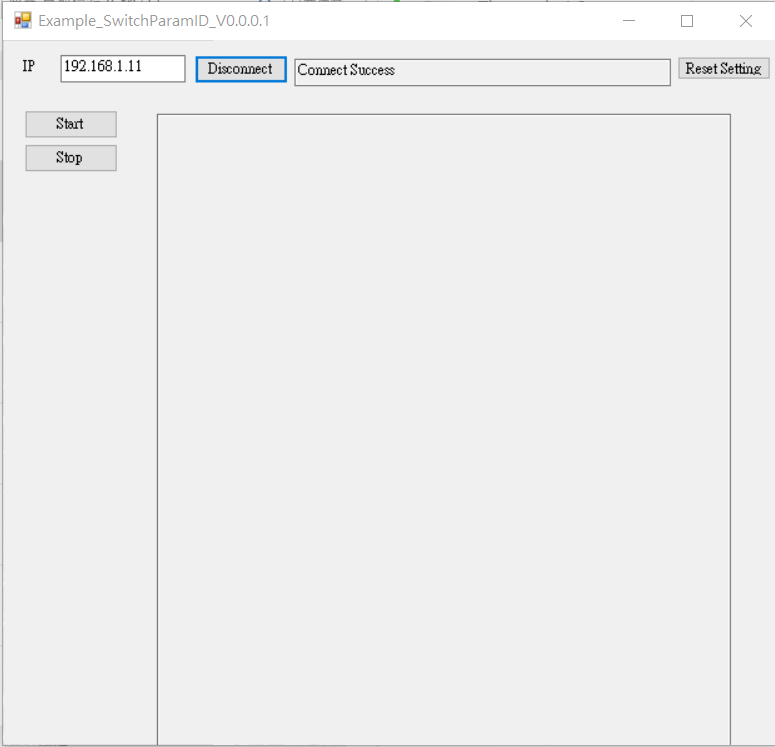 Example_SwitchParamID_V0.0.0.1
IP
192.168.1.11
Disconnect
Connect Success
Reset Setting
Start
Stop